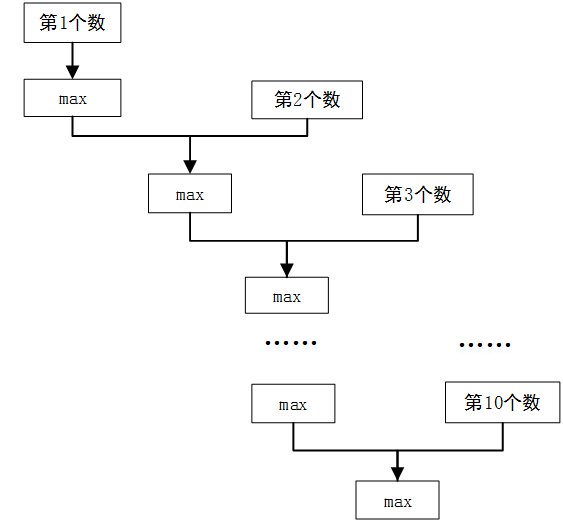 第1个数
max
第2个数
max
第3个数
max
…… ……
max
第10个数
max